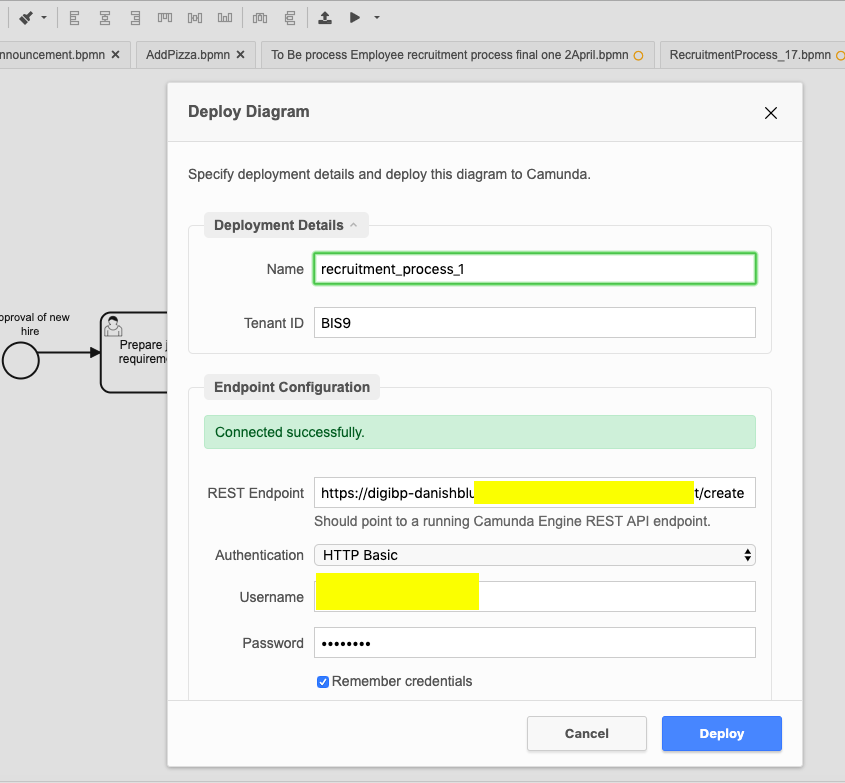 nnouncement.bpmn
AddPizza.bpmn
To Be process Employee recruitment process final one 2April.bpmn
RecruitmentProcess_17.bpmn
Deploy Diagram
Specify deployment details and deploy this diagram to Camunda.
Deployment Details
Name recruitment_process_1
Tenant ID BIS9
pproval of new
hire
Prepare j
requireme
Endpoint Configuration
Connected successfully.
REST Endpoint https://digibp-danishblu t/create
Should point to a running Camunda Engine REST API endpoint.
Authentication HTTP Basic
Username
Password ••••••••
Remember credentials
Cancel
Deploy